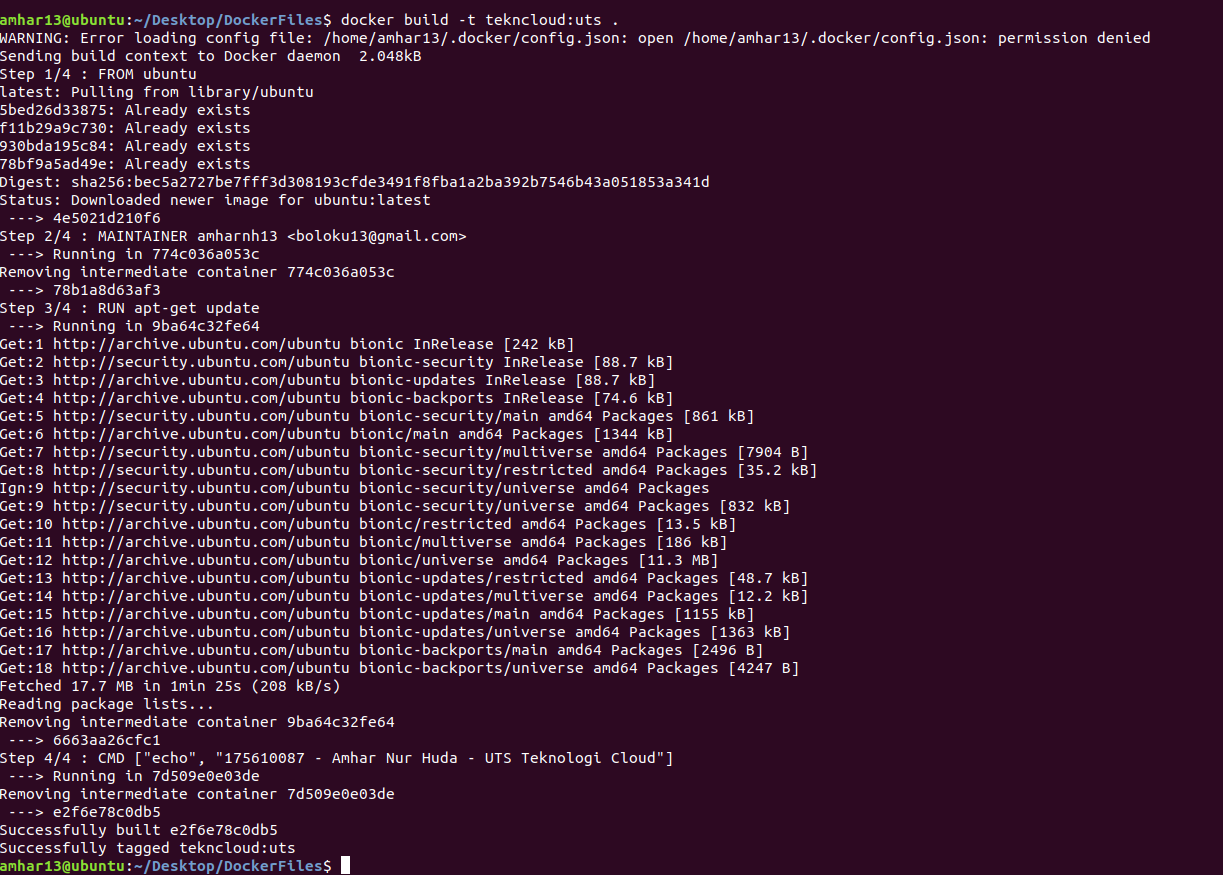 amhar13@ubuntu:~/Desktop/DockerFiles$ docker build -t tekncloud:uts .
WARNING: Error loading config file: /home/amhar13/.docker/config.json: open /home/amhar13/.docker/config.json: permission denied
Sending build context to Docker daemon  2.048kB
Step 1/4 : FROM ubuntu
latest: Pulling from library/ubuntu
5bed26d33875: Already exists
f11b29a9c730: Already exists
930bda195c84: Already exists
78bf9a5ad49e: Already exists
Digest: sha256:bec5a2727be7fff3d308193cfde3491f8fba1a2ba392b7546b43a051853a341d
Status: Downloaded newer image for ubuntu:latest
 ---> 4e5021d210f6
Step 2/4 : MAINTAINER amharnh13 <boloku13@gmail.com>
 ---> Running in 774c036a053c
Removing intermediate container 774c036a053c
 ---> 78b1a8d63af3
Step 3/4 : RUN apt-get update
 ---> Running in 9ba64c32fe64
Get:1 http://archive.ubuntu.com/ubuntu bionic InRelease [242 kB]
Get:2 http://security.ubuntu.com/ubuntu bionic-security InRelease [88.7 kB]
Get:3 http://archive.ubuntu.com/ubuntu bionic-updates InRelease [88.7 kB]
Get:4 http://archive.ubuntu.com/ubuntu bionic-backports InRelease [74.6 kB]
Get:5 http://security.ubuntu.com/ubuntu bionic-security/main amd64 Packages [861 kB]
Get:6 http://archive.ubuntu.com/ubuntu bionic/main amd64 Packages [1344 kB]
Get:7 http://security.ubuntu.com/ubuntu bionic-security/multiverse amd64 Packages [7904 B]
Get:8 http://security.ubuntu.com/ubuntu bionic-security/restricted amd64 Packages [35.2 kB]
Ign:9 http://security.ubuntu.com/ubuntu bionic-security/universe amd64 Packages
Get:9 http://security.ubuntu.com/ubuntu bionic-security/universe amd64 Packages [832 kB]
Get:10 http://archive.ubuntu.com/ubuntu bionic/restricted amd64 Packages [13.5 kB]
Get:11 http://archive.ubuntu.com/ubuntu bionic/multiverse amd64 Packages [186 kB]
Get:12 http://archive.ubuntu.com/ubuntu bionic/universe amd64 Packages [11.3 MB]
Get:13 http://archive.ubuntu.com/ubuntu bionic-updates/restricted amd64 Packages [48.7 kB]
Get:14 http://archive.ubuntu.com/ubuntu bionic-updates/multiverse amd64 Packages [12.2 kB]
Get:15 http://archive.ubuntu.com/ubuntu bionic-updates/main amd64 Packages [1155 kB]
Get:16 http://archive.ubuntu.com/ubuntu bionic-updates/universe amd64 Packages [1363 kB]
Get:17 http://archive.ubuntu.com/ubuntu bionic-backports/main amd64 Packages [2496 B]
Get:18 http://archive.ubuntu.com/ubuntu bionic-backports/universe amd64 Packages [4247 B]
Fetched 17.7 MB in 1min 25s (208 kB/s)
Reading package lists...
Removing intermediate container 9ba64c32fe64
 ---> 6663aa26cfc1
Step 4/4 : CMD ["echo", "175610087 - Amhar Nur Huda - UTS Teknologi Cloud"]
 ---> Running in 7d509e0e03de
Removing intermediate container 7d509e0e03de
 ---> e2f6e78c0db5
Successfully built e2f6e78c0db5
Successfully tagged tekncloud:uts
amhar13@ubuntu:~/Desktop/DockerFiles$